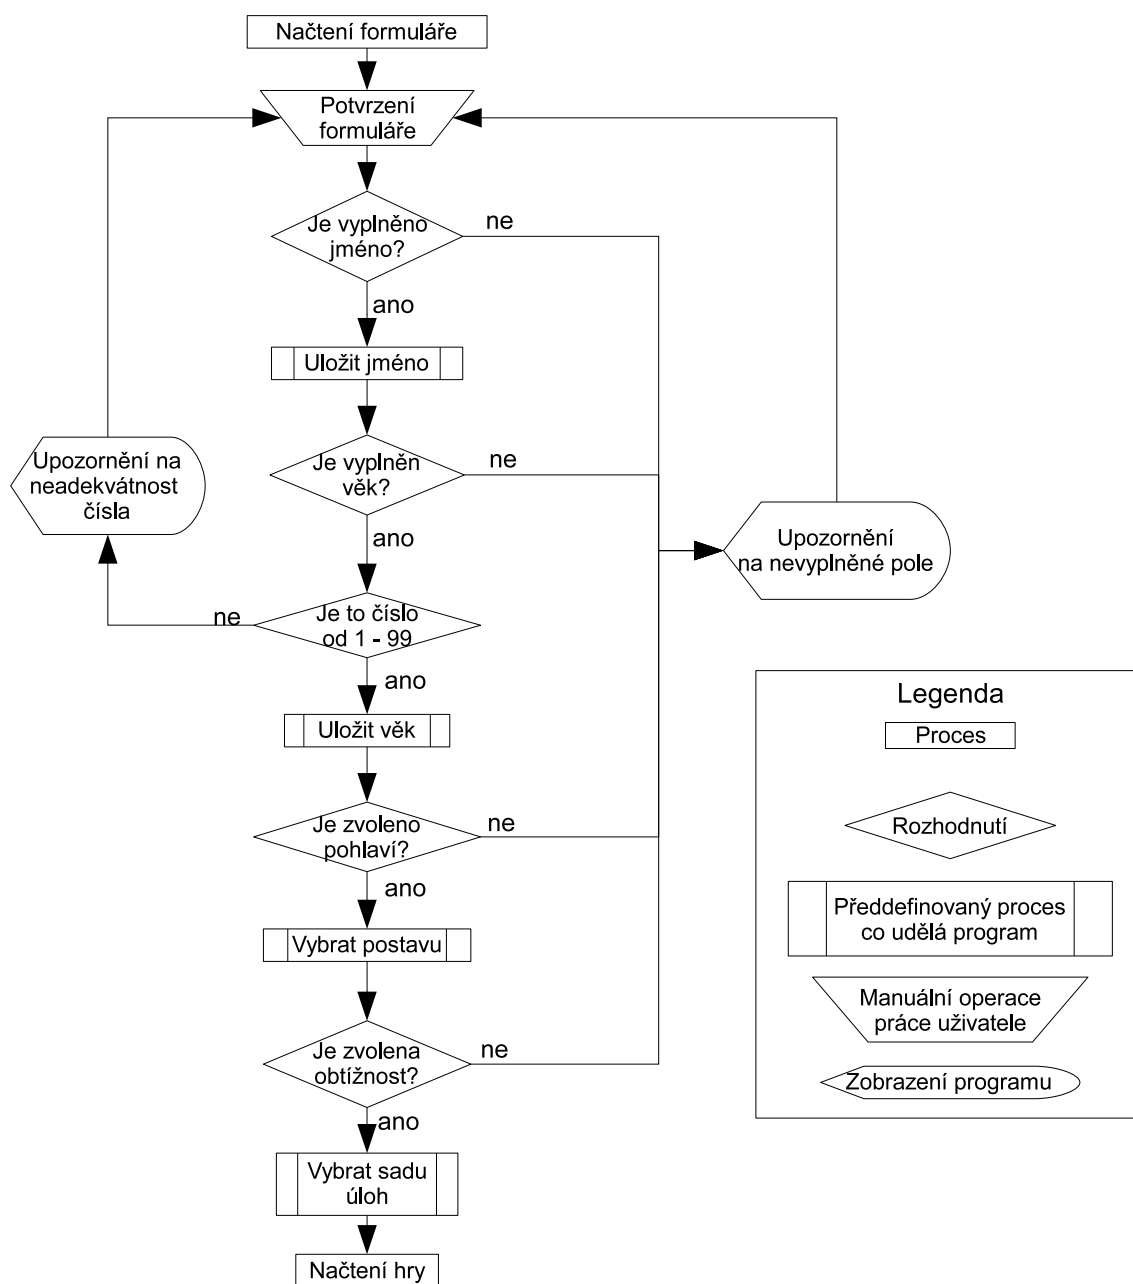 Načtení formuláře
Potvrzení
formuláře
Je vyplněno
jméno?
ne
ano
Uložit jméno
Je vyplněn
věk?
ne
ano
Upozornění na
neadekvátnost
čísla
Upozornění
na nevyplněné pole
Je to číslo
od 1 - 99
ne
ano
Uložit věk
Je zvoleno
pohlaví?
ne
ano
Vybrat postavu
Je zvolena
obtížnost?
ne
ano
Vybrat sadu
úloh
Načtení hry
Legenda
Proces
Rozhodnutí
Předdefinovaný proces
co udělá program
Manuální operace
práce uživatele
Zobrazení programu